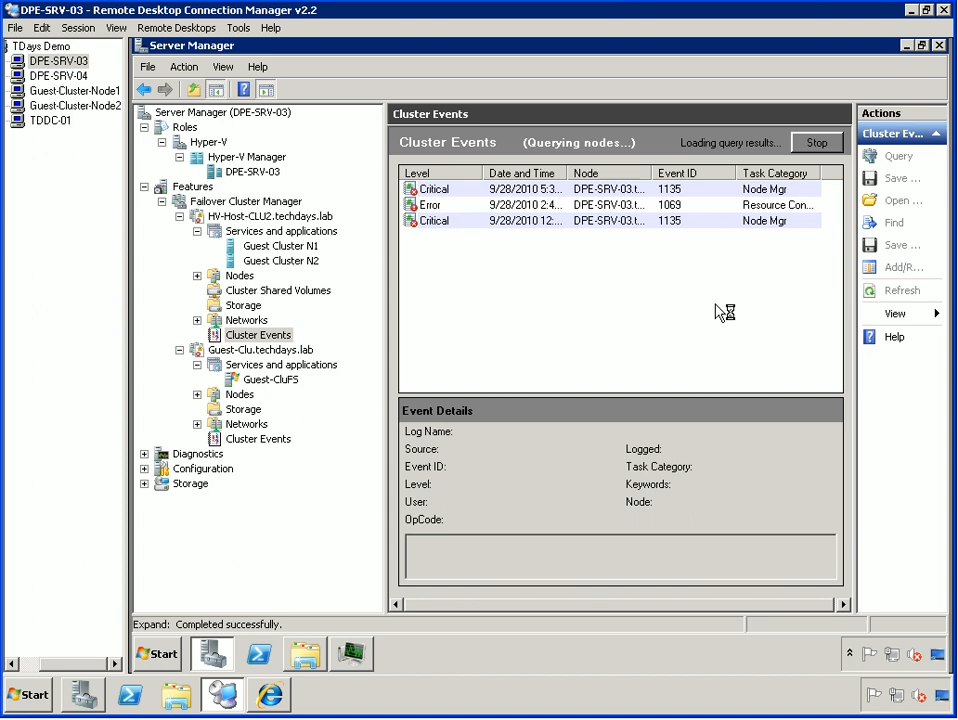 DPE-SRV-03 - Remote Desktop Connection Manager v2.2
File Edit Session View Remote Desktops Tools Help
TDays Demo
DPE-SRV-03
DPE-SRV-04
Guest-Cluster-Node1
Guest-Cluster-Node2
TDDC-01
Server Manager
File Action View Help
Server Manager (DPE-SRV-03)
Roles
Hyper-V
Hyper-V Manager
DPE-SRV-03
Features
Failover Cluster Manager
HV-Host-CLU2.techdays.lab
Services and applications
Guest Cluster N1
Guest Cluster N2
Nodes
Cluster Shared Volumes
Storage
Networks
Cluster Events
Guest-Clu.techdays.lab
Services and applications
Guest-CluFS
Nodes
Storage
Networks
Cluster Events
Diagnostics
Configuration
Storage
Cluster Events
Cluster Events (Querying nodes...) Loading query results... Stop
Level Date and Time Node Event ID Task Category
Critical 9/28/2010 5:3... DPE-SRV-03.t... 1135 Node Mgr
Error 9/28/2010 2:4... DPE-SRV-03.t... 1069 Resource Con...
Critical 9/28/2010 12:... DPE-SRV-03.t... 1135 Node Mgr
Event Details
Log Name:
Source: Logged:
Event ID: Task Category:
Level: Keywords:
User: Node:
OpCode:
Actions
Cluster Ev...
Query
Save ...
Open ...
Find
Save ...
Add/R...
Refresh
View
Help
Expand: Completed successfully.
Start
Start